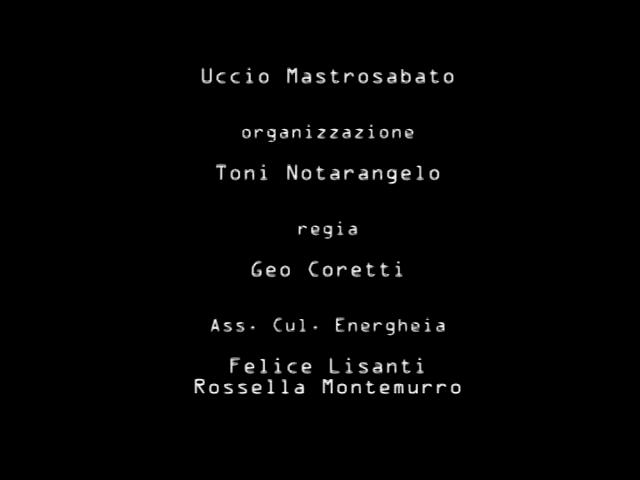 Uccio Mastrosabato
organizzazione
Toni Notarangelo
regia
Geo Coretti
Ass. Cul. Energheia
Felice Lisanti
Rossella Montemurro